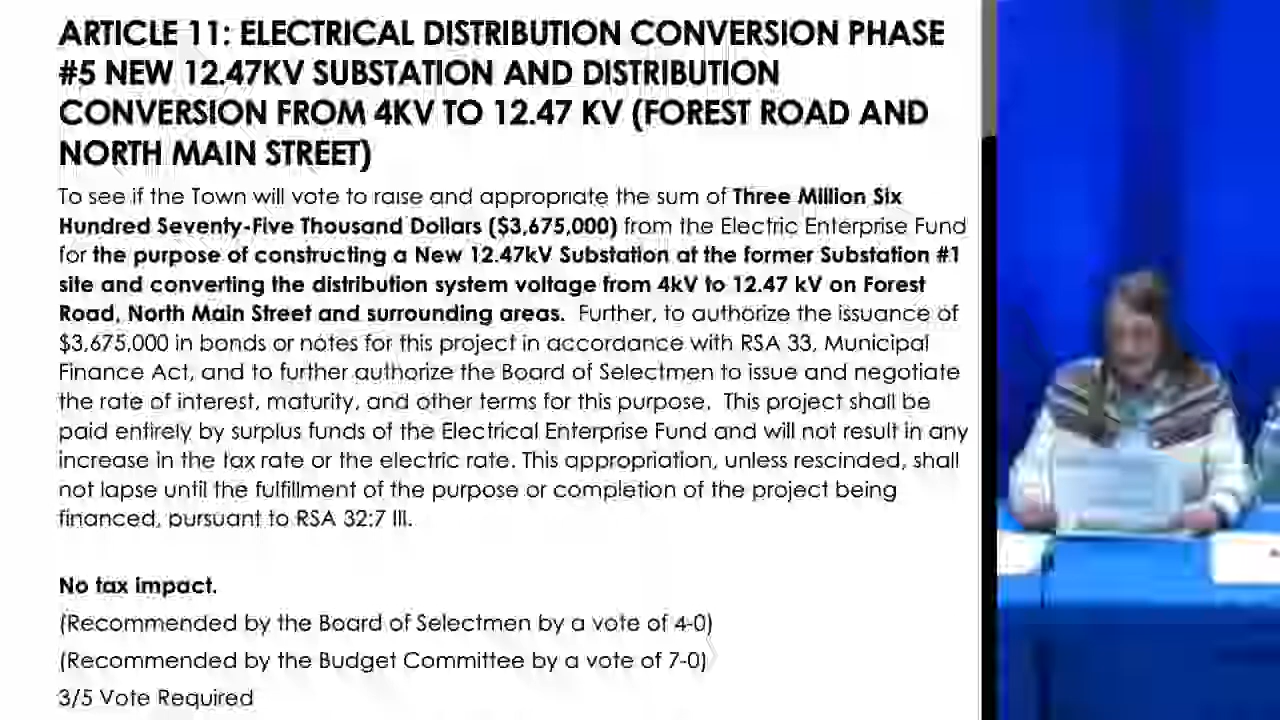 ARTICLE 11: ELECTRICAL DISTRIBUTION CONVERSION PHASE
#5 NEW 12.47KV SUBSTATION AND DISTRIBUTION
CONVERSION FROM 4KV TO 12.47 KV (FOREST ROAD AND
NORTH MAIN STREET)
To see if the Town will vote to raise and appropriate the sum of Three Million Six
Hundred Seventy-Five Thousand Dollars ($3,675,000) from the Electric Enterprise Fund
for the purpose of constructing a New 12.47kV Substation at the former Substation #1
site and converting the distribution system voltage from 4kV to 12.47 kV on Forest
Road, North Main Street and surrounding areas. Further, to authorize the issuance of
$3,675,000 in bonds or notes for this project in accordance with RSA 33, Municipal
Finance Act, and to further authorize the Board of Selectmen to issue and negotiate
the rate of interest, maturity, and other terms for this purpose. This project shall be
paid entirely by surplus funds of the Electrical Enterprise Fund and will not result in any
increase in the tax rate or the electric rate. This appropriation, unless rescinded, shall
not lapse until the fulfillment of the purpose or completion of the project being
financed, pursuant to RSA 32:7 III.
No tax impact.
(Recommended by the Board of Selectmen by a vote of 4-0)
(Recommended by the Budget Committee by a vote of 7-0)
3/5 Vote Required